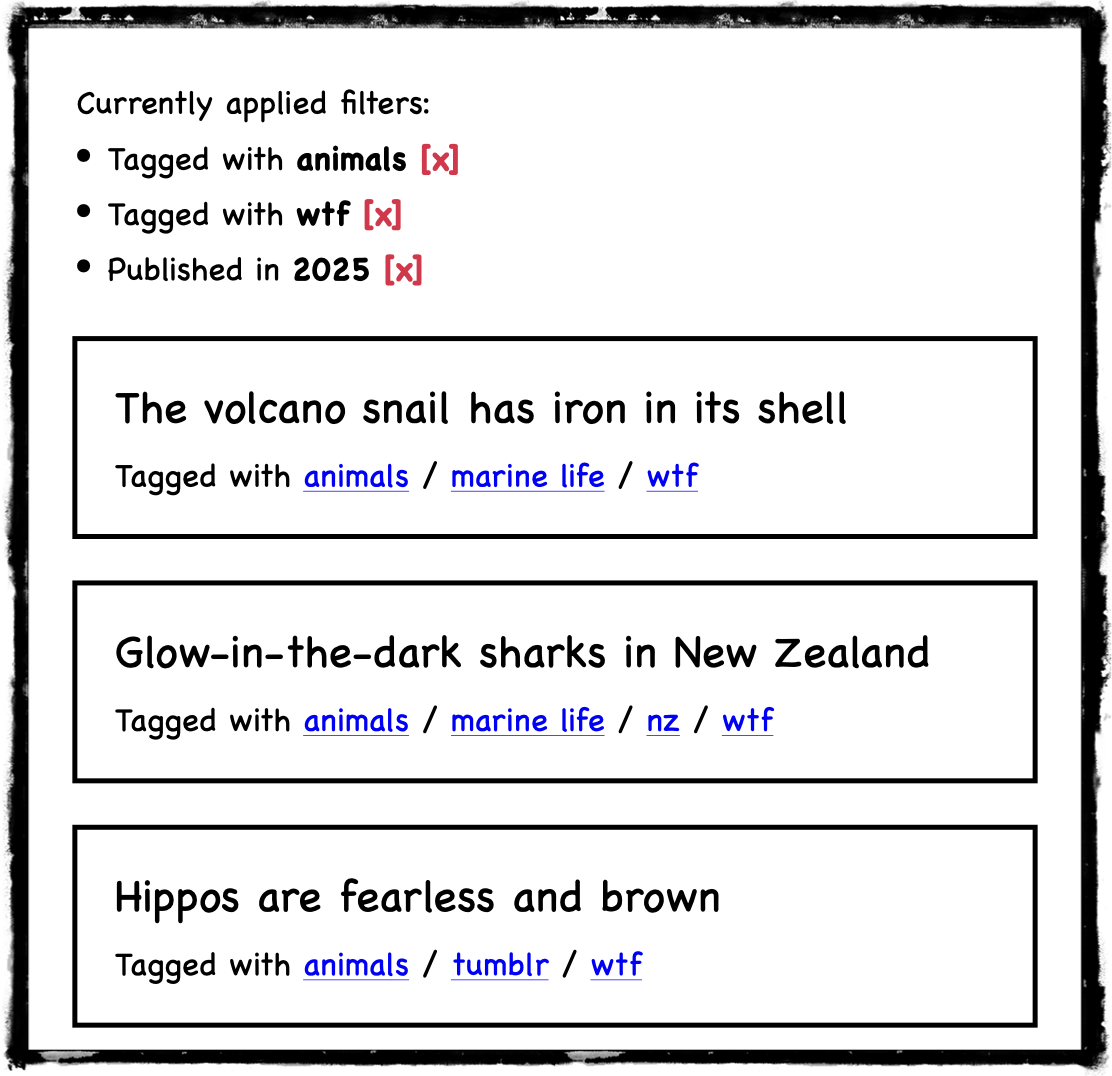 Currently applied filters:
• Tagged with animals [x]
• Tagged with wtf [x]
• Published in 2025 [x]
The volcano snail has iron in its shell
Tagged with animals / marine life / wtf
Glow-in-the-dark sharks in New Zealand
Tagged with animals / marine life / nz / wtf
Hippos are fearless and brown
Tagged with animals / tumblr / wtf